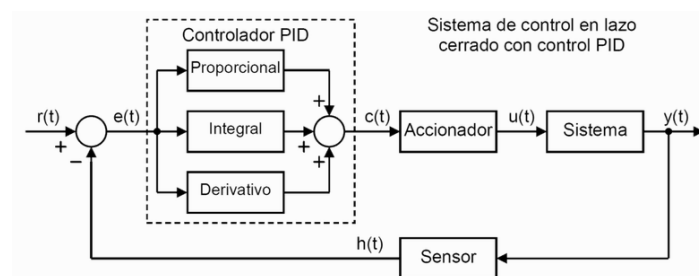 Sistema de control en lazo
cerrado con control PID
Controlador PID
Proporcional
r(t)
e(t)
Integral
c(t)
Accionador
u(t)
Sistema
y(t)
+
+
+
+
−
Derivativo
h(t)
Sensor